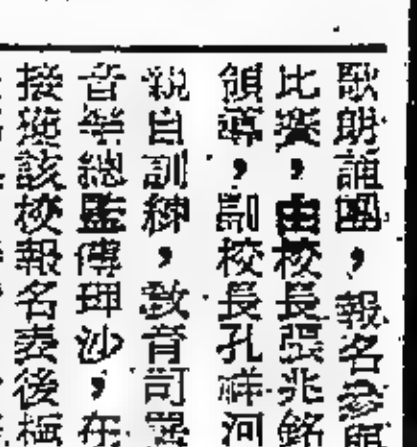 歌朗誦團，報名參與
比賽，由校長張兆銘
領導，副校長孔祥河
親自訓練，教育司署
音樂總監傅理沙，在
接獲該校報名表後極